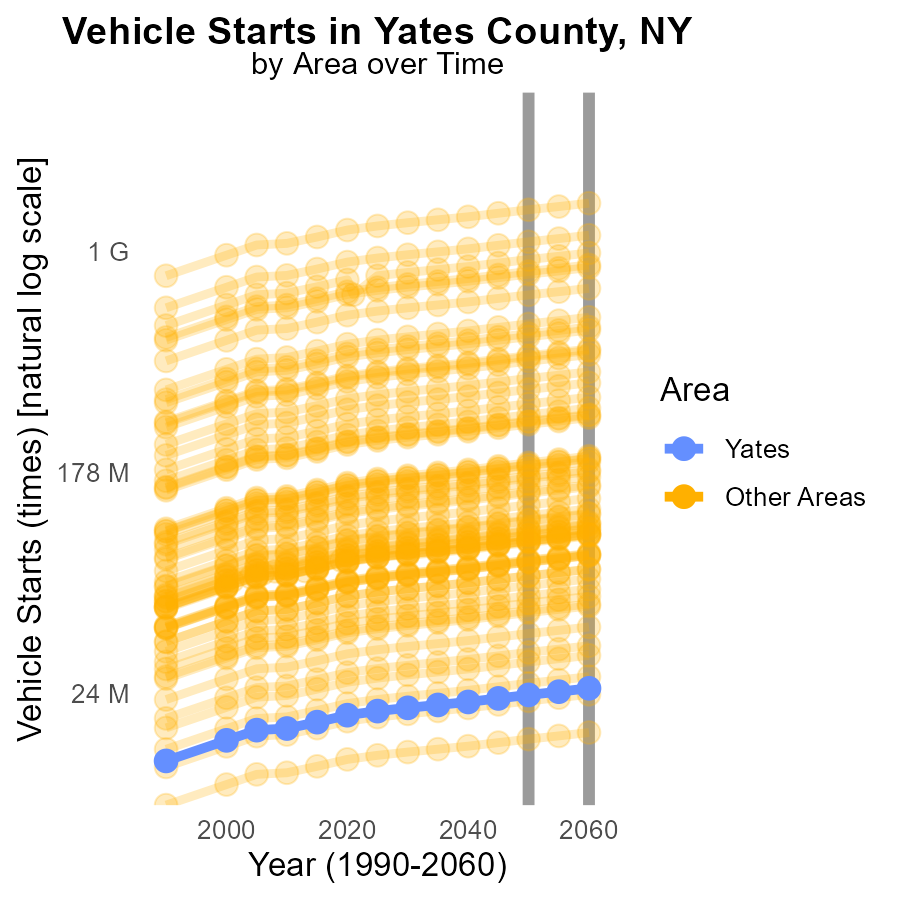 Vehicle Starts in Yates County, NY
by Area over Time
Vehicle Starts (times) [natural log scale]
1 G
178 M
24 M
2000 2020 2040 2060
Year (1990-2060)
Area
Yates
Other Areas